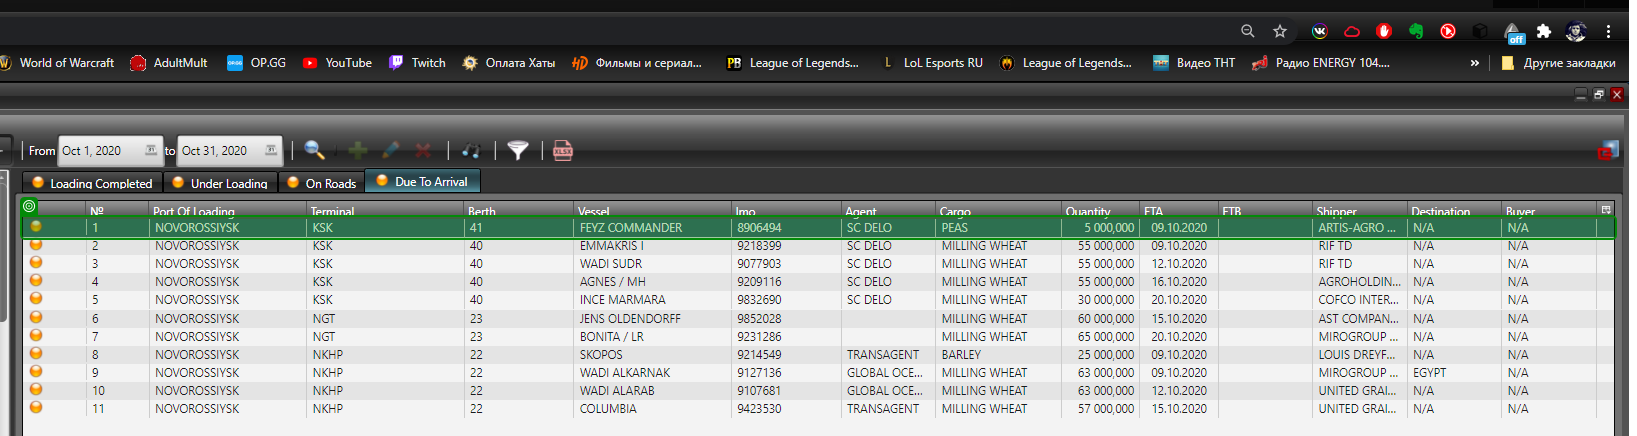 off
World of Warcraft AdultMult OP.GG YouTube Twitch Оплата Хаты Фильмы и сериал... League of Legends... LoL Esports RU League of Legends... Видео ТНТ Радио ENERGY 104.... » Другие закладки
From Oct 1, 2020 to Oct 31, 2020 XLSX
Loading Completed Under Loading On Roads Due To Arrival
№ Port Of Loading Terminal Berth Vessel Imo Agent Cargo Quantity ETA ETB Shipper Destination Buyer
1 NOVOROSSIYSK KSK 41 FEYZ COMMANDER 8906494 SC DELO PEAS 5 000,000 09.10.2020 ARTIS-AGRO ... N/A N/A
2 NOVOROSSIYSK KSK 40 EMMAKRIS I 9218399 SC DELO MILLING WHEAT 55 000,000 09.10.2020 RIF TD N/A N/A
3 NOVOROSSIYSK KSK 40 WADI SUDR 9077903 SC DELO MILLING WHEAT 55 000,000 12.10.2020 RIF TD N/A N/A
4 NOVOROSSIYSK KSK 40 AGNES / MH 9209116 SC DELO MILLING WHEAT 55 000,000 16.10.2020 AGROHOLDIN... N/A N/A
5 NOVOROSSIYSK KSK 40 INCE MARMARA 9832690 SC DELO MILLING WHEAT 30 000,000 20.10.2020 COFCO INTER... N/A N/A
6 NOVOROSSIYSK NGT 23 JENS OLDENDORFF 9852028 MILLING WHEAT 60 000,000 15.10.2020 AST COMPAN... N/A N/A
7 NOVOROSSIYSK NGT 23 BONITA / LR 9231286 MILLING WHEAT 65 000,000 20.10.2020 MIROGROUP ... N/A N/A
8 NOVOROSSIYSK NKHP 22 SKOPOS 9214549 TRANSAGENT BARLEY 25 000,000 09.10.2020 LOUIS DREYF... N/A N/A
9 NOVOROSSIYSK NKHP 22 WADI ALKARNAK 9127136 GLOBAL OCE... MILLING WHEAT 63 000,000 09.10.2020 MIROGROUP ... EGYPT N/A
10 NOVOROSSIYSK NKHP 22 WADI ALARAB 9107681 GLOBAL OCE... MILLING WHEAT 63 000,000 12.10.2020 UNITED GRAI... N/A N/A
11 NOVOROSSIYSK NKHP 22 COLUMBIA 9423530 TRANSAGENT MILLING WHEAT 57 000,000 15.10.2020 UNITED GRAI... N/A N/A